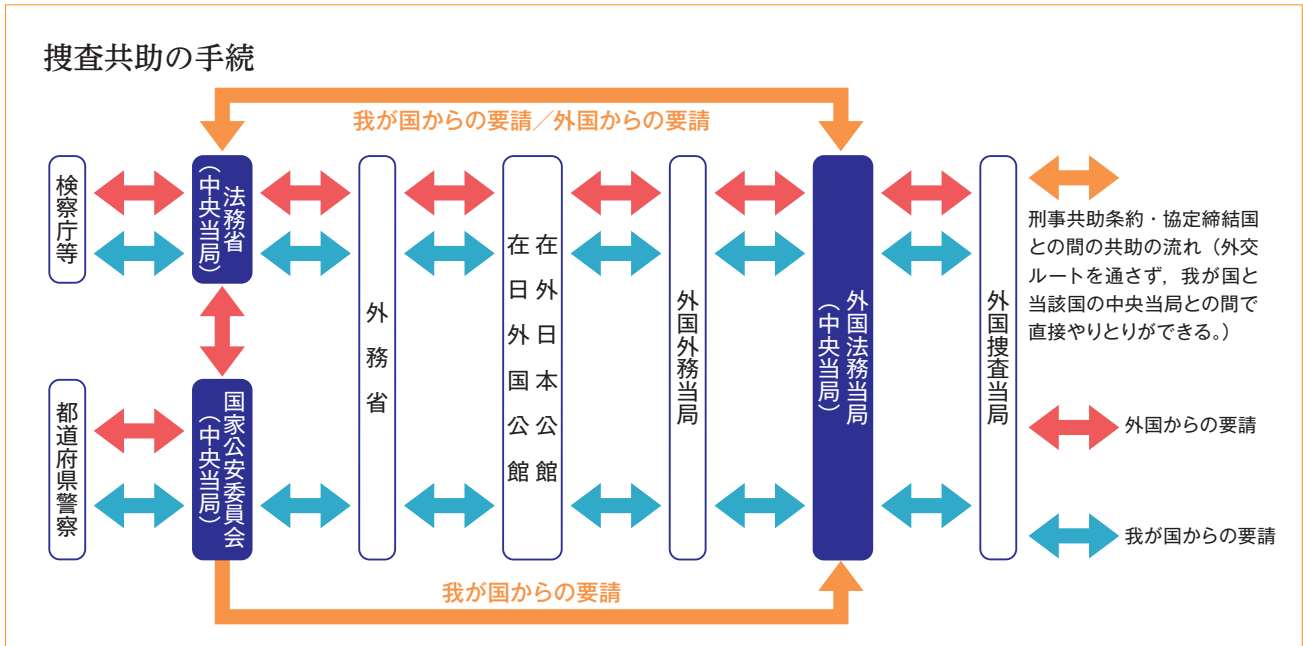 捜査共助の手続
我が国からの要請／外国からの要請
検察庁等
法務省
（中央当局）
都道府県警察
国家公安委員会
（中央当局）
外務省
在外日本公館
在日外国公館
外国外務当局
外国法務当局
（中央当局）
外国捜査当局
我が国からの要請
刑事共助条約・協定締結国
との間の共助の流れ（外交
ルートを通さず，我が国と
当該国の中央当局との間で
直接やりとりができる。）
外国からの要請
我が国からの要請